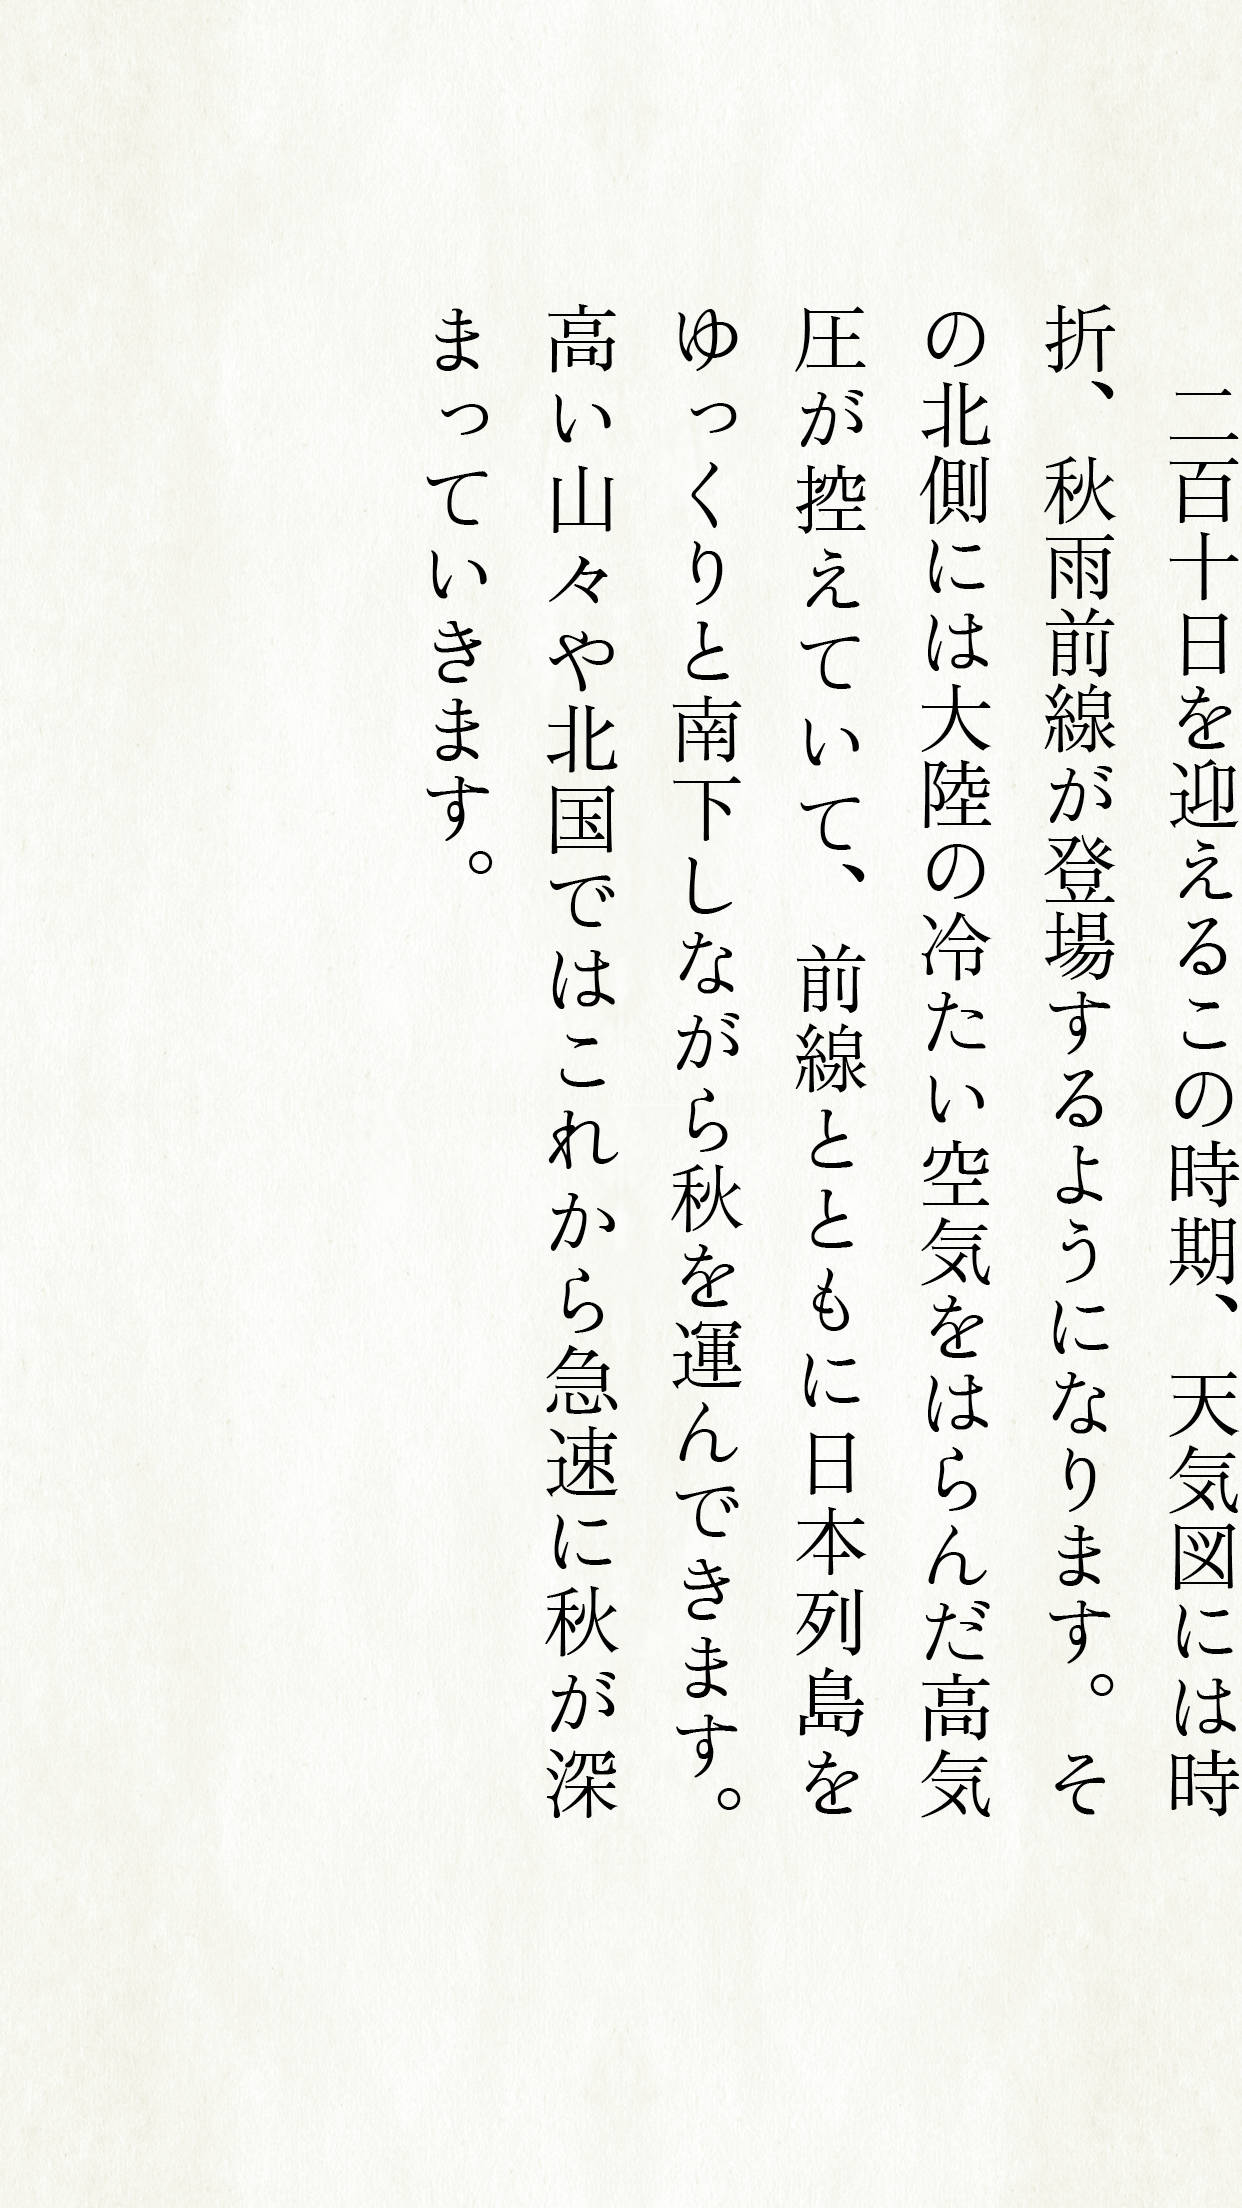 二百十日を迎えるこの時期、天気図には時
折、秋雨前線が登場するようになります。そ
の北側には大陸の冷たい空気をはらんだ高気
圧が控えていて、前線とともに日本列島を
ゆっくりと南下しながら秋を運んできます。
高い山々や北国ではこれから急速に秋が深
まっていきます。